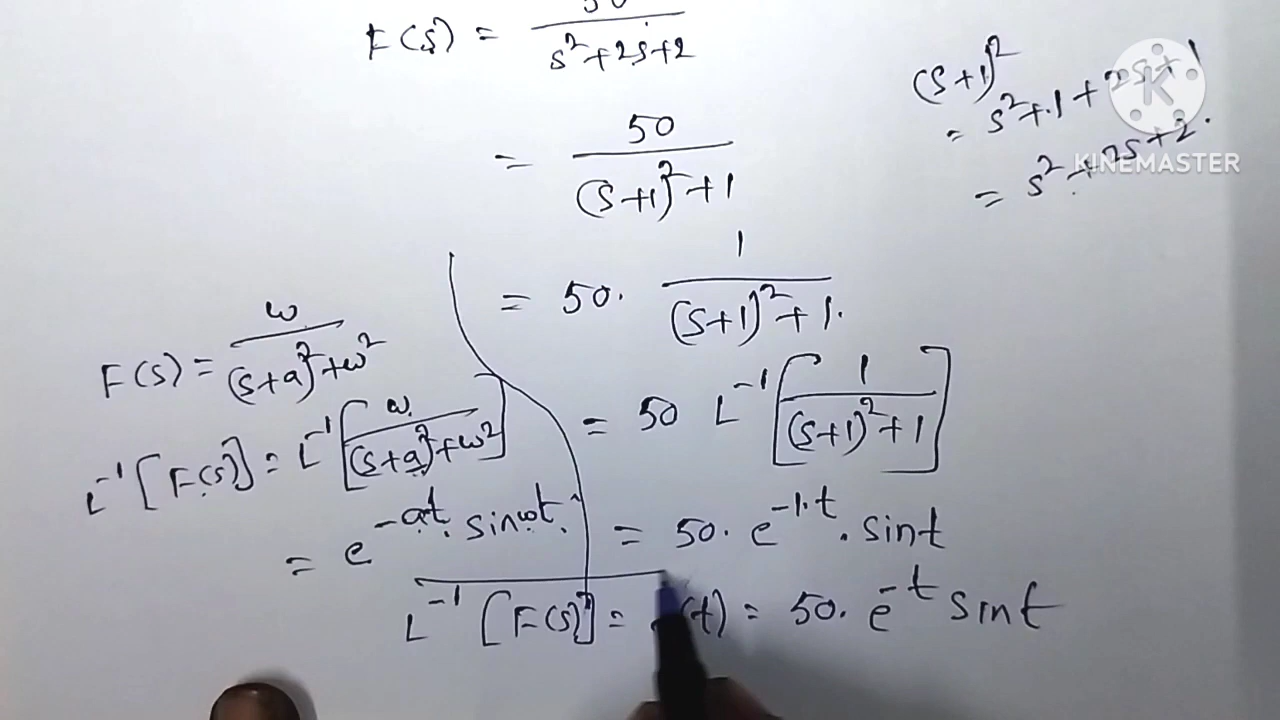 F(s) = 50 / s²+2s+2
= 50 / (s+1)²+1
(s+1)²
= s²+1+2s+1
= s²+2s+2.
KINEMASTER
= 50. 1 / (s+1)²+1.
F(s) = ω / (s+a)²+ω²
L⁻¹[F(s)] = L⁻¹[ω / (s+a)²+ω²]
= e^-at. sinωt.
= 50 L⁻¹[1 / (s+1)²+1]
= 50. e^-1.t . sint
L⁻¹[F(s)] = (t) = 50. e^-t sint